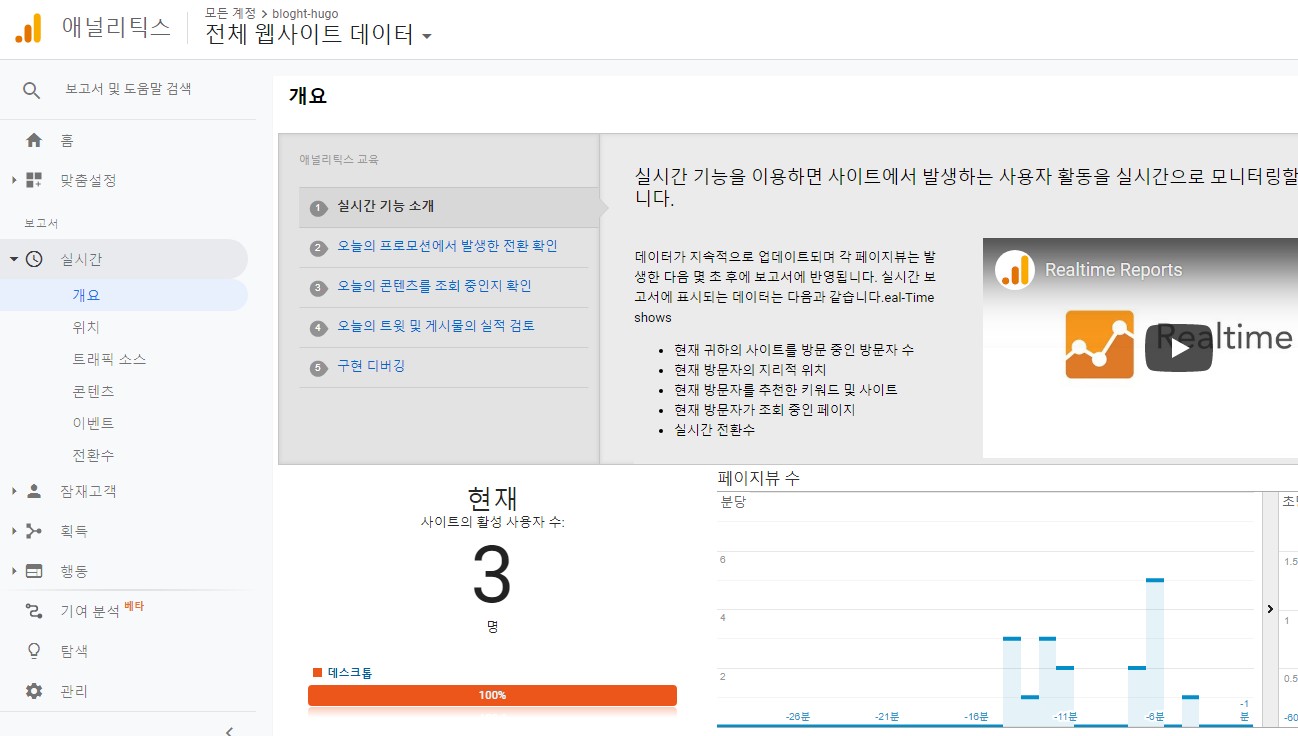 애널리틱스
모든 계정 > bloght-hugo
전체 웹사이트 데이터
보고서 및 도움말 검색
홈
맞춤설정
보고서
실시간
개요
위치
트래픽 소스
콘텐츠
이벤트
전환수
잠재고객
획득
행동
기여 분석 베타
탐색
관리
개요
애널리틱스 교육
1 실시간 기능 소개
2 오늘의 프로모션에서 발생한 전환 확인
3 오늘의 콘텐츠를 조회 중인지 확인
4 오늘의 트윗 및 게시물의 실적 검토
5 구현 디버깅
실시간 기능을 이용하면 사이트에서 발생하는 사용자 활동을 실시간으로 모니터링할
니다.
데이터가 지속적으로 업데이트되며 각 페이지뷰는 발
생한 다음 몇 초 후에 보고서에 반영됩니다. 실시간 보
고서에 표시되는 데이터는 다음과 같습니다.eal-Time
shows
현재 귀하의 사이트를 방문 중인 방문자 수
현재 방문자의 지리적 위치
현재 방문자를 추천한 키워드 및 사이트
현재 방문자가 조회 중인 페이지
실시간 전환수
Realtime Reports
Realtime
현재
사이트의 활성 사용자 수:
3
명
데스크톱
100%
페이지뷰 수
분당
6
4
2
-26분
-21분
-16분
-11분
-6분
-1
분
1.5
1
0.5
-60